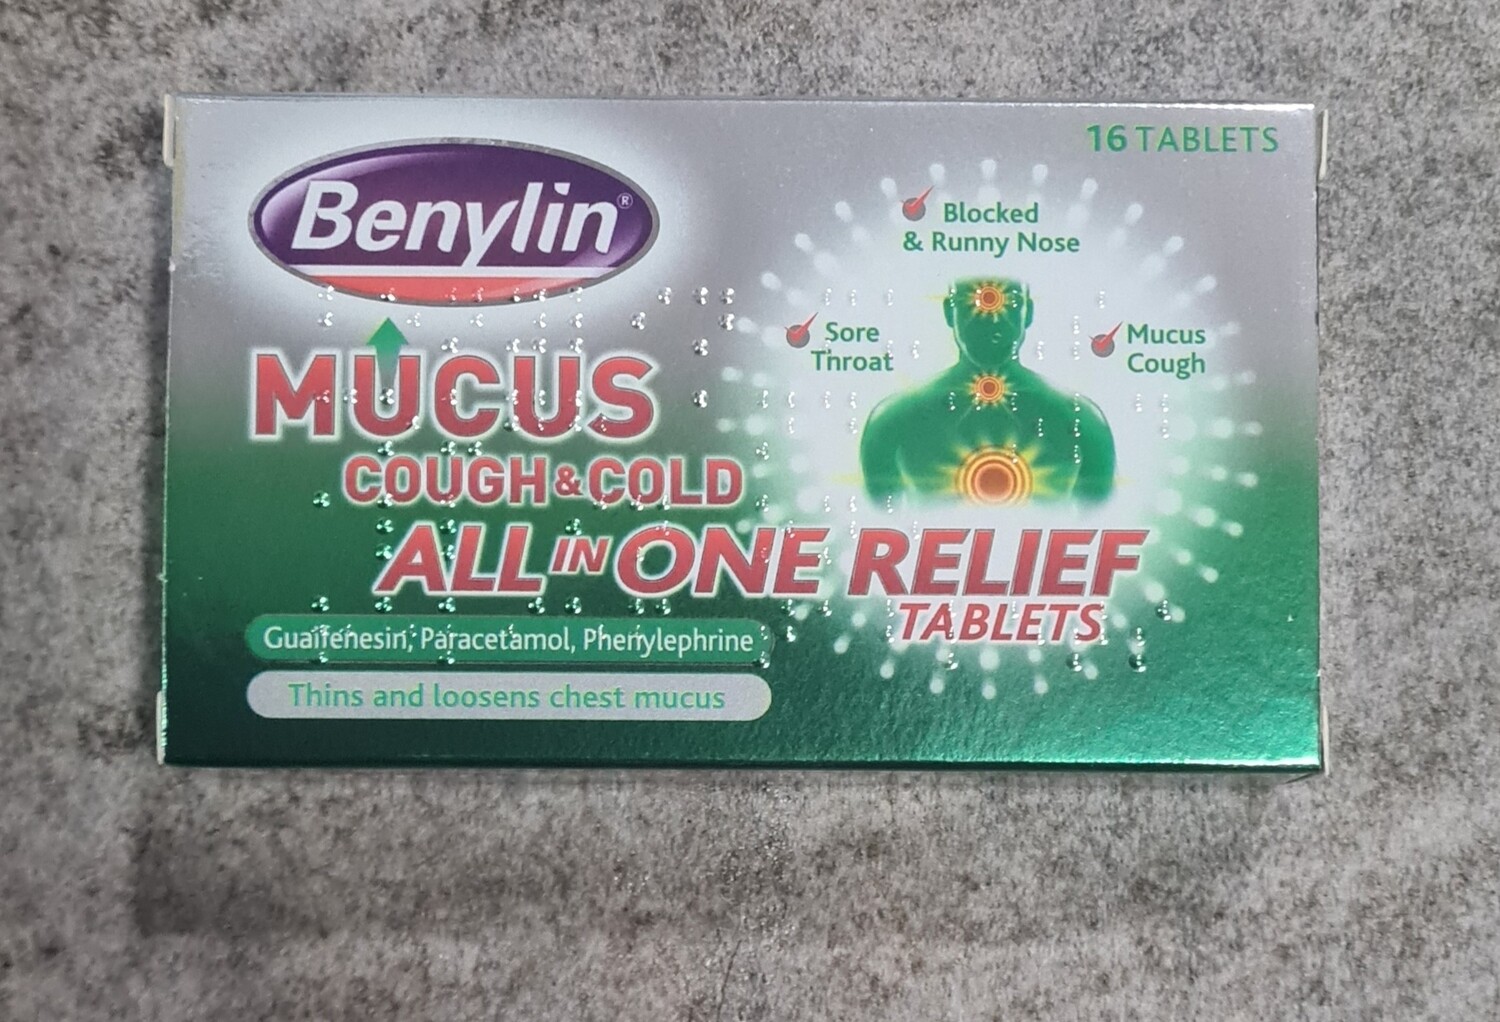 16 TABLETS
Benylin®
MUCUS
COUGH & COLD
ALL IN ONE RELIEF
TABLETS
Guaifenesin, Paracetamol, Phenylephrine
Thins and loosens chest mucus
Blocked
& Runny Nose
Sore
Throat
Mucus
Cough